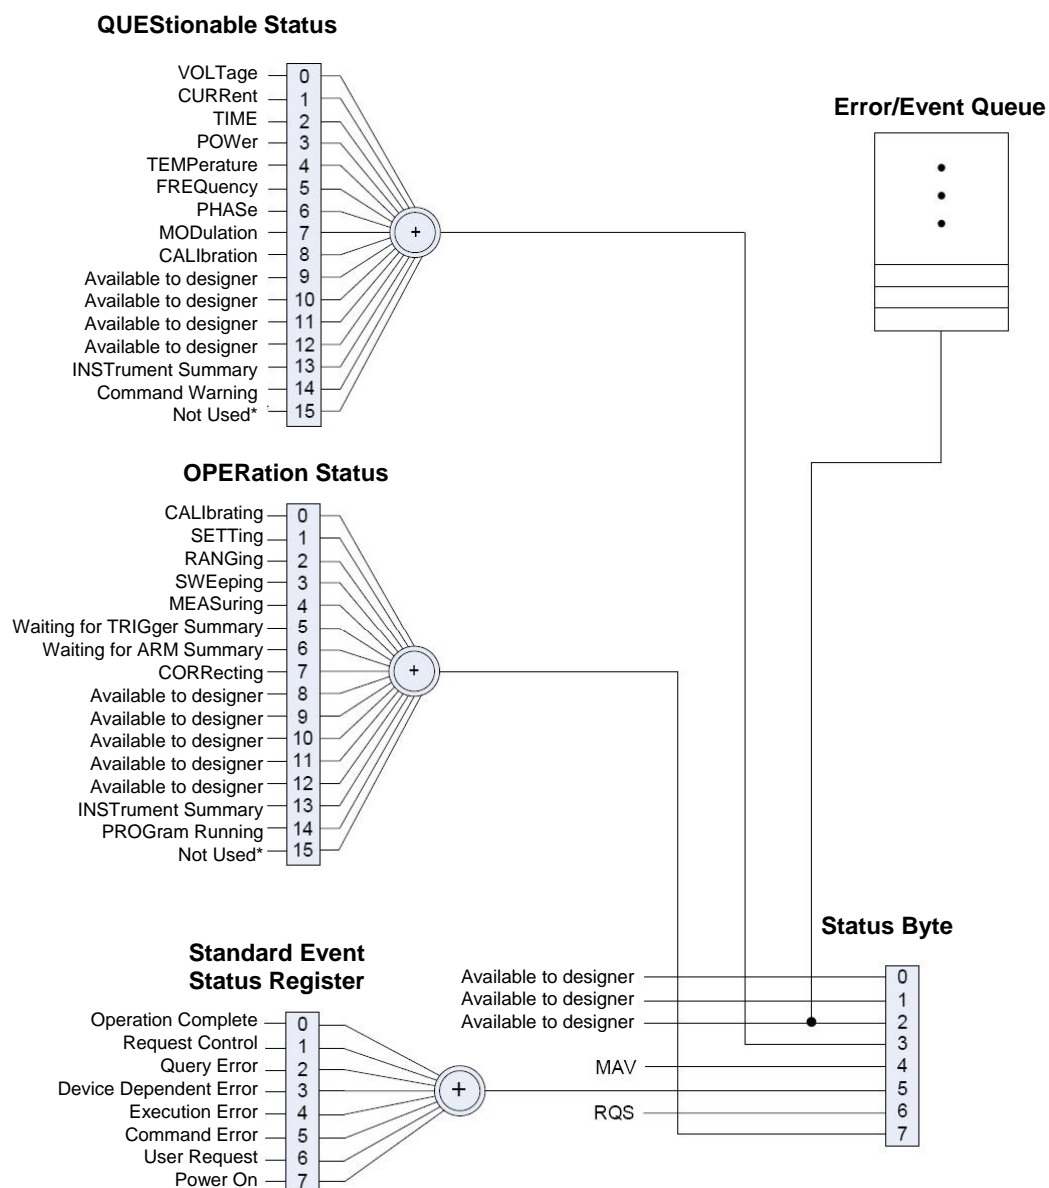 QUEStionable Status
VOLTage 0
CURRent 1
TIME 2
POWer 3
TEMPerature 4
FREQuency 5
PHASe 6
MODulation 7
CALIbration 8
Available to designer 9
Available to designer 10
Available to designer 11
Available to designer 12
INSTrument Summary 13
Command Warning 14
Not Used* 15
+
Error/Event Queue
OPERation Status
CALIbrating 0
SETTing 1
RANGing 2
SWEeping 3
MEASuring 4
Waiting for TRIGger Summary 5
Waiting for ARM Summary 6
CORRecting 7
Available to designer 8
Available to designer 9
Available to designer 10
Available to designer 11
Available to designer 12
INSTrument Summary 13
PROGram Running 14
Not Used* 15
+
Standard Event
Status Register
Operation Complete 0
Request Control 1
Query Error 2
Device Dependent Error 3
Execution Error 4
Command Error 5
User Request 6
Power On 7
+
Status Byte
Available to designer 0
Available to designer 1
Available to designer 2
3
MAV 4
5
RQS 6
7